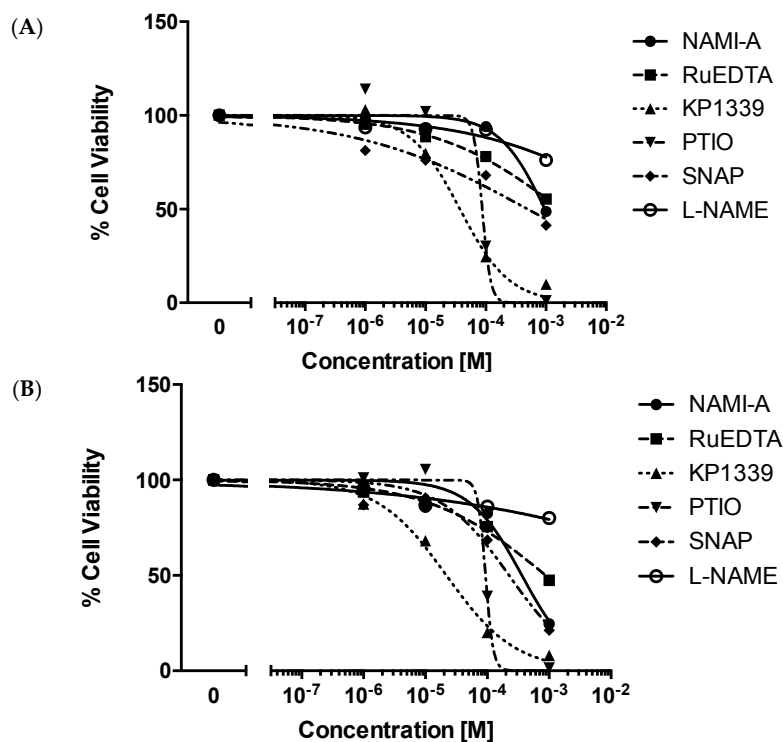 (A)
150
100
50
0
% Cell Viability
0
10-7
10-6
10-5
10-4
10-3
10-2
Concentration [M]
NAMI-A
RuEDTA
KP1339
PTIO
SNAP
L-NAME
(B)
150
100
50
0
% Cell Viability
0
10-7
10-6
10-5
10-4
10-3
10-2
Concentration [M]
NAMI-A
RuEDTA
KP1339
PTIO
SNAP
L-NAME